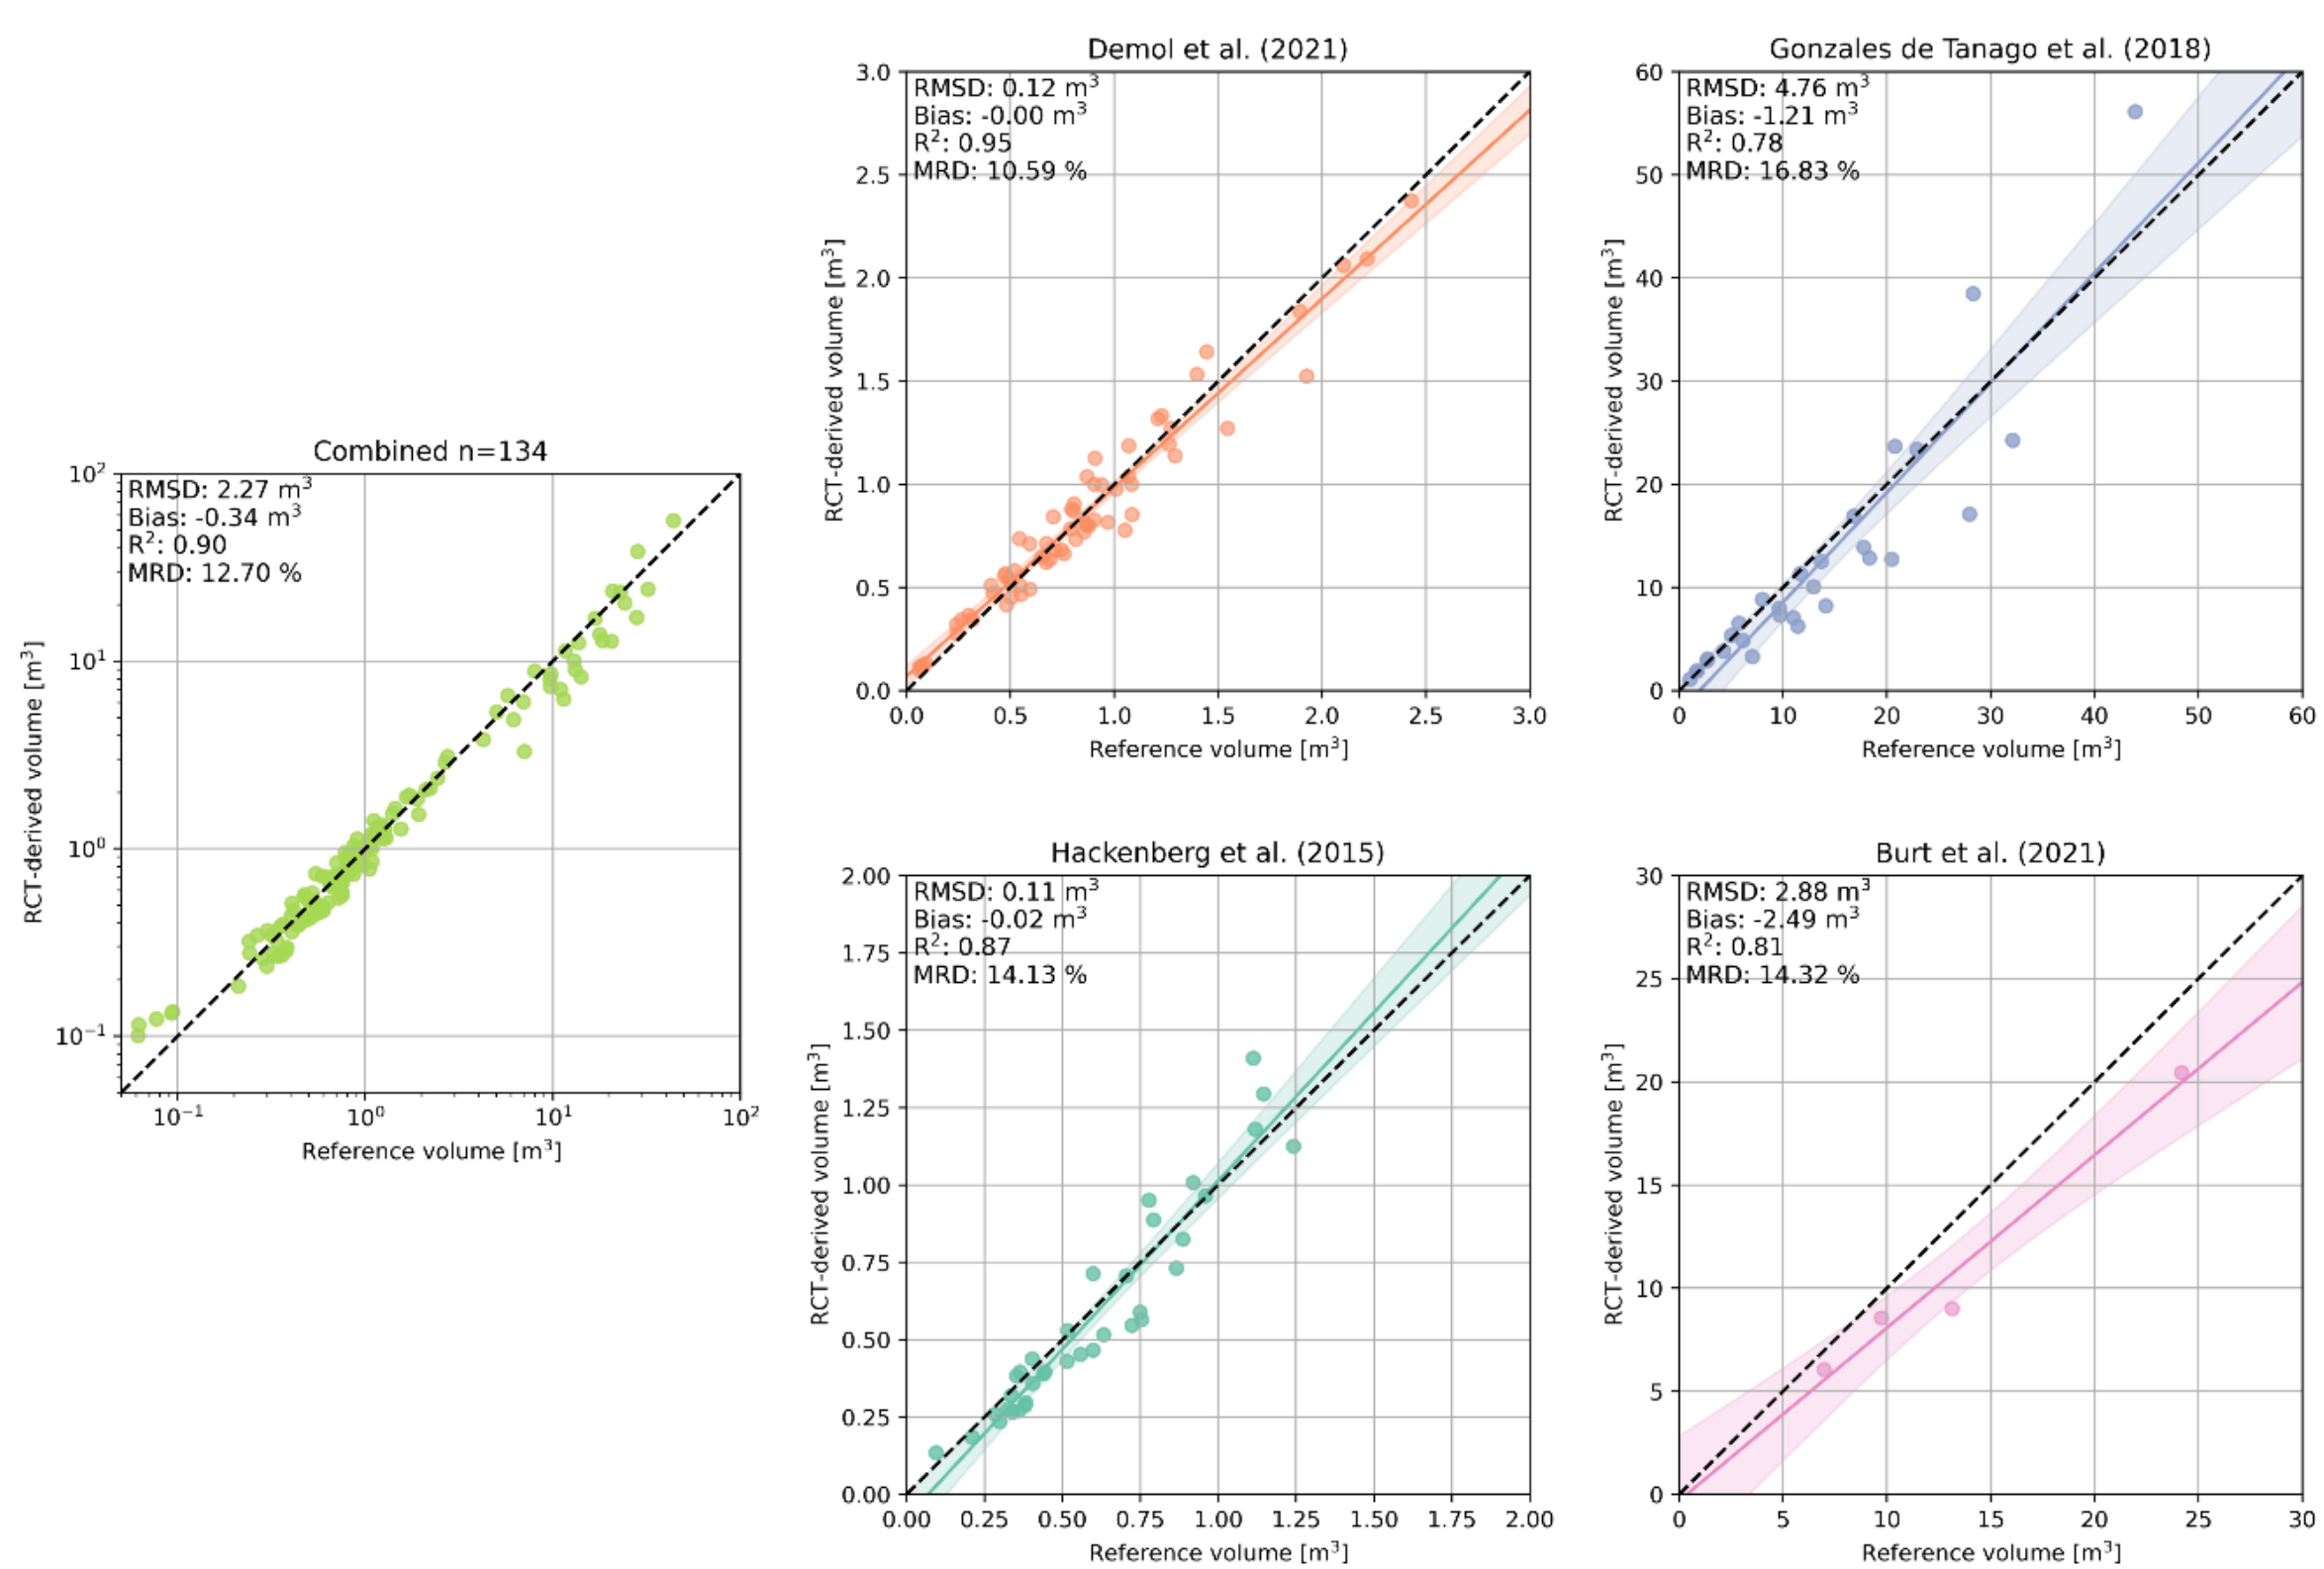 Combined n=134
RMSD: 2.27 m³
Bias: -0.34 m³
R²: 0.90
MRD: 12.70 %
10²
10¹
10⁰
10⁻¹
RCT-derived volume [m³]
10⁻¹ 10⁰ 10¹ 10²
Reference volume [m³]
Demol et al. (2021)
RMSD: 0.12 m³
Bias: -0.00 m³
R²: 0.95
MRD: 10.59 %
3.0
2.5
2.0
1.5
1.0
0.5
0.0
RCT-derived volume [m³]
0.0 0.5 1.0 1.5 2.0 2.5 3.0
Reference volume [m³]
Gonzales de Tanago et al. (2018)
RMSD: 4.76 m³
Bias: -1.21 m³
R²: 0.78
MRD: 16.83 %
60
50
40
30
20
10
0
RCT-derived volume [m³]
0 10 20 30 40 50 60
Reference volume [m³]
Hackenberg et al. (2015)
RMSD: 0.11 m³
Bias: -0.02 m³
R²: 0.87
MRD: 14.13 %
2.00
1.75
1.50
1.25
1.00
0.75
0.50
0.25
0.00
RCT-derived volume [m³]
0.00 0.25 0.50 0.75 1.00 1.25 1.50 1.75 2.00
Reference volume [m³]
Burt et al. (2021)
RMSD: 2.88 m³
Bias: -2.49 m³
R²: 0.81
MRD: 14.32 %
30
25
20
15
10
5
0
RCT-derived volume [m³]
0 5 10 15 20 25 30
Reference volume [m³]